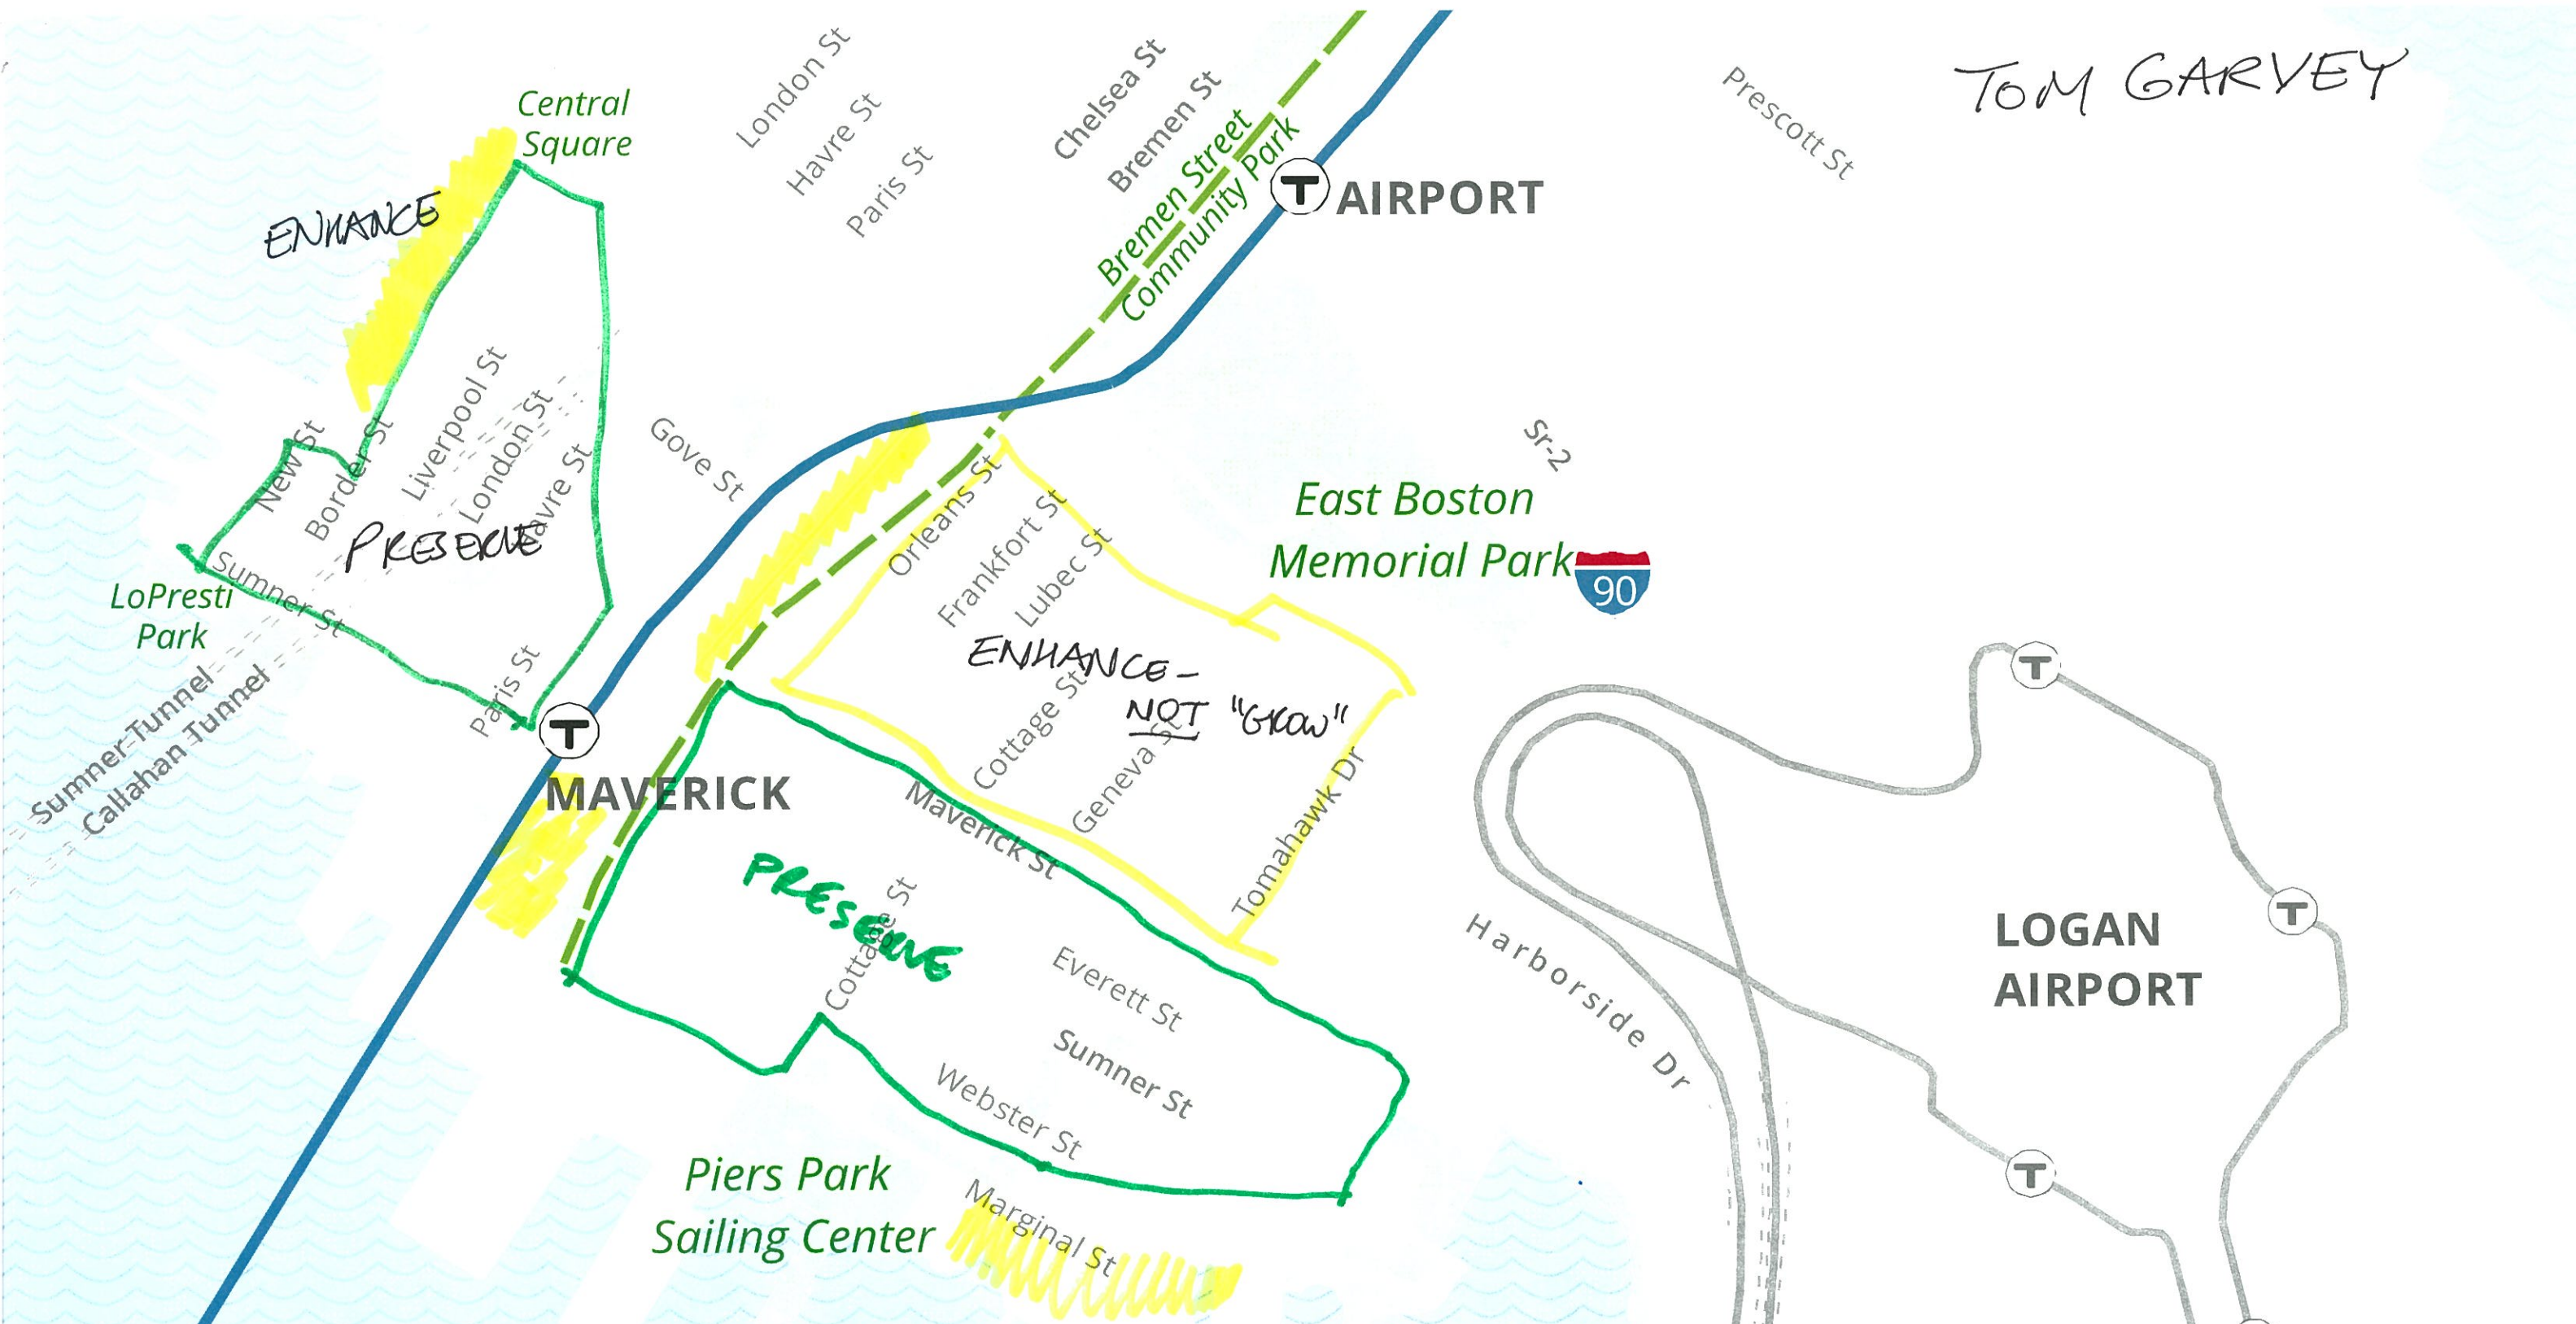 TOM GARVEY
London St
Havre St
Paris St
Chelsea St
Bremen St
Bremen Street
Community Park
Prescott St
Central
Square
T AIRPORT
ENHANCE
Liverpool St
London St
Havre St
New St
Border St
PRESERVE
Gove St
Sr-2
Orleans St
Frankfort St
Lubec St
East Boston
Memorial Park
90
LoPresti
Park
Sumner St
Paris St
Sumner Tunnel
Callahan Tunnel
ENHANCE-
NOT "GROW"
Cottage St
Geneva St
Tomahawk Dr
T
MAVERICK
Maverick St
PRESERVE
Cottage St
Everett St
Sumner St
Webster St
Harborside Dr
T
T
LOGAN
AIRPORT
T
Piers Park
Sailing Center
Marginal St